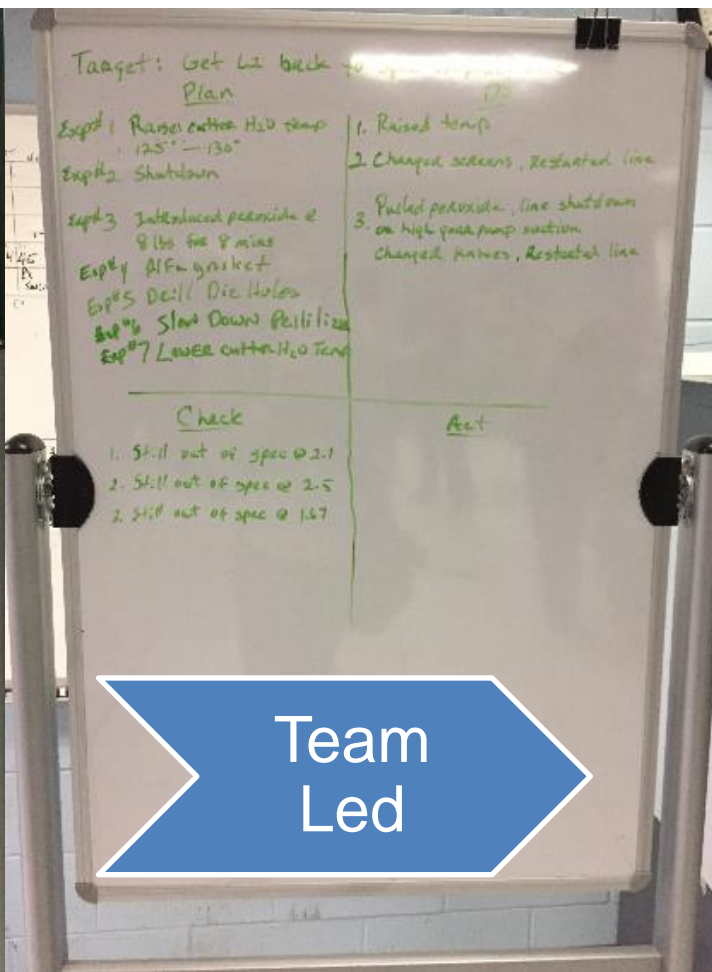 Target: Get L2 back to
Plan
Do
Exp#1 Raise cutter H2O temp
125° — 130°
Exp#2 Shutdown
Exp#3 Introduced peroxide @
8 lbs for 8 mins
Exp#4 gasket
Exp#5 Drill Die Holes
Exp#6 Slow Down
Exp#7 LOWER cutter H2O Temp
1. Raised temp
2. Changed screens, Restarted line
3. Pulled peroxide, line shutdown
on high pump suction
Changed knives, Restarted line
Check
1. Still out of spec @ 2.1
2. Still out of spec @ 2.5
2. Still out of spec @ 1.67
Act
Team
Led